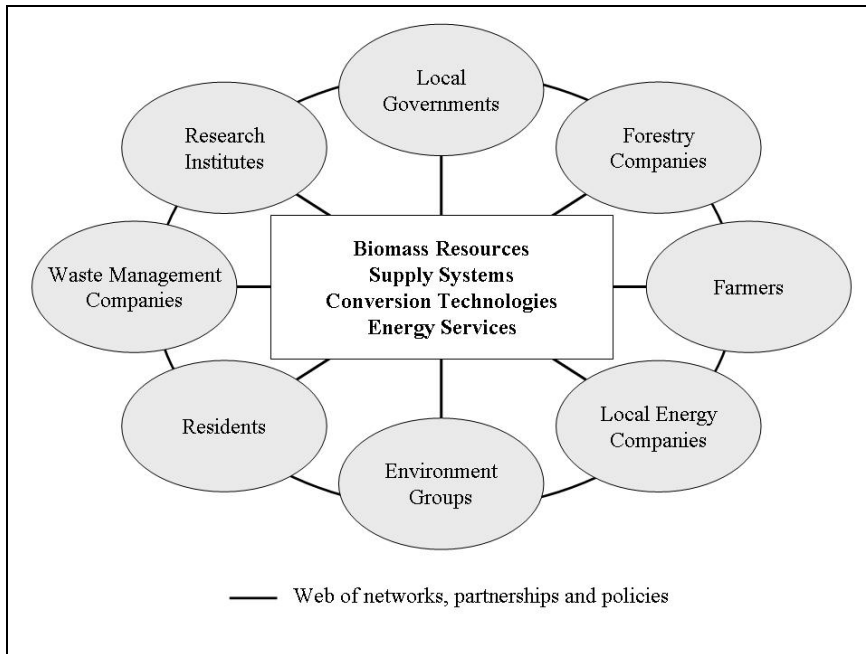 Local
Governments
Research
Institutes
Forestry
Companies
Biomass Resources
Supply Systems
Conversion Technologies
Energy Services
Waste Management
Companies
Farmers
Residents
Local Energy
Companies
Environment
Groups
Web of networks, partnerships and policies